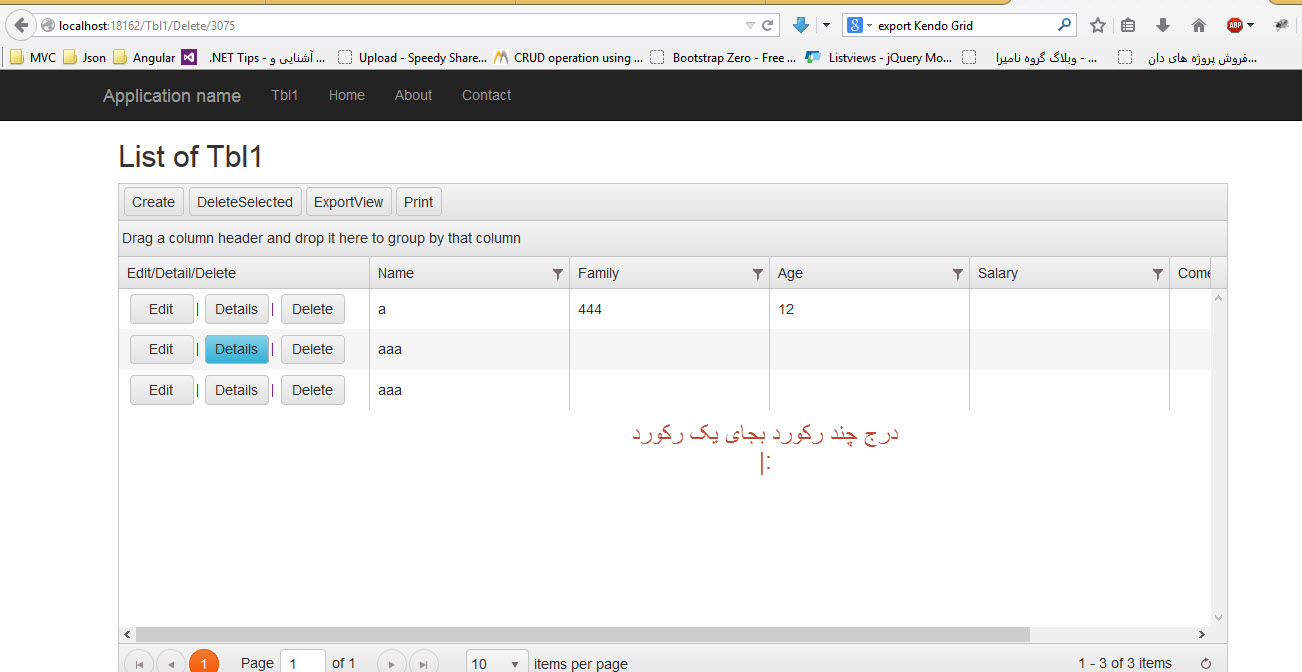 localhost:18162/Tbl1/Delete/3075
export Kendo Grid
ABP
MVC Json Angular .NET Tips - آشنایی و ... Upload - Speedy Share... CRUD operation using ... Bootstrap Zero - Free ... Listviews - jQuery Mo... وبلاگ گروه نامیرا - ... فروش پروژه های دان...
Application name Tbl1 Home About Contact
List of Tbl1
Create DeleteSelected ExportView Print
Drag a column header and drop it here to group by that column
Edit/Detail/Delete Name Family Age Salary Come
Edit | Details | Delete a 444 12
Edit | Details | Delete aaa
Edit | Details | Delete aaa
درج چند رکورد بجای یک رکورد
|:
1 Page 1 of 1 10 items per page 1 - 3 of 3 items